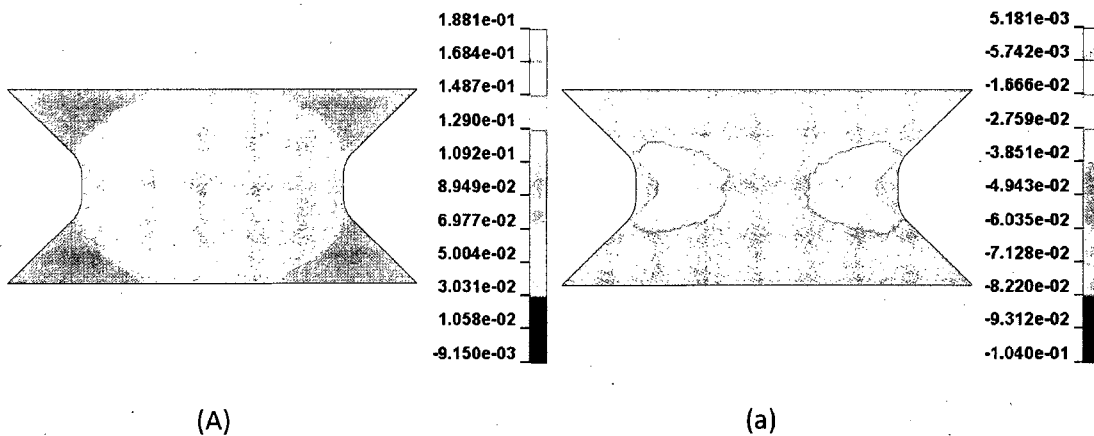 1.881e-01
1.684e-01
1.487e-01
1.290e-01
1.092e-01
8.949e-02
6.977e-02
5.004e-02
3.031e-02
1.058e-02
-9.150e-03
(A)
5.181e-03
-5.742e-03
-1.666e-02
-2.759e-02
-3.851e-02
-4.943e-02
-6.035e-02
-7.128e-02
-8.220e-02
-9.312e-02
-1.040e-01
(a)